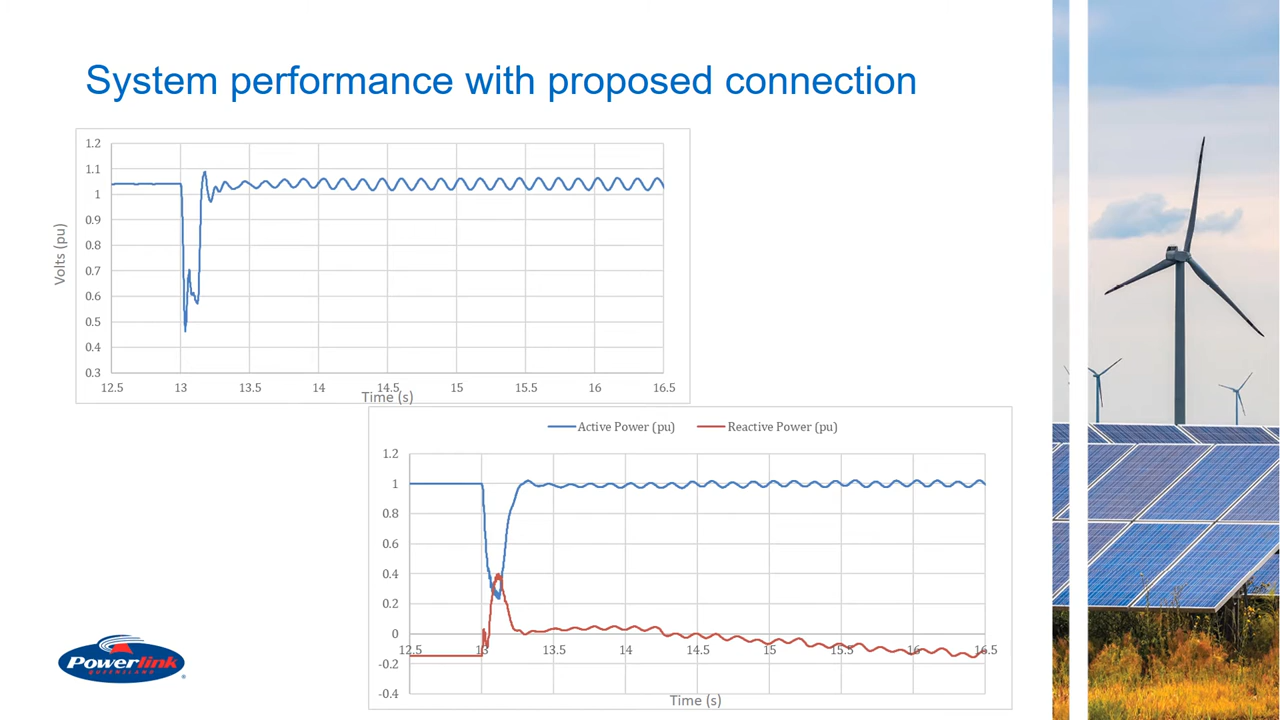 System performance with proposed connection
1.2
1.1
1
0.9
0.8
0.7
0.6
0.5
0.4
0.3
Volts (pu)
12.5 13 13.5 14 14.5 15 15.5 16 16.5
Time (s)
Active Power (pu) Reactive Power (pu)
1.2
1
0.8
0.6
0.4
0.2
0
-0.2
-0.4
12.5 13 13.5 14 14.5 15 15.5 16 16.5
Time (s)
Powerlink
QUEENSLAND